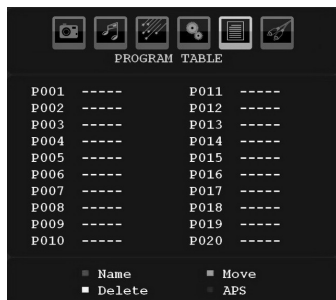 PROGRAM TABLE
P001 ----- P011 -----
P002 ----- P012 -----
P003 ----- P013 -----
P004 ----- P014 -----
P005 ----- P015 -----
P006 ----- P016 -----
P007 ----- P017 -----
P008 ----- P018 -----
P009 ----- P019 -----
P010 ----- P020 -----
Name Move
Delete APS